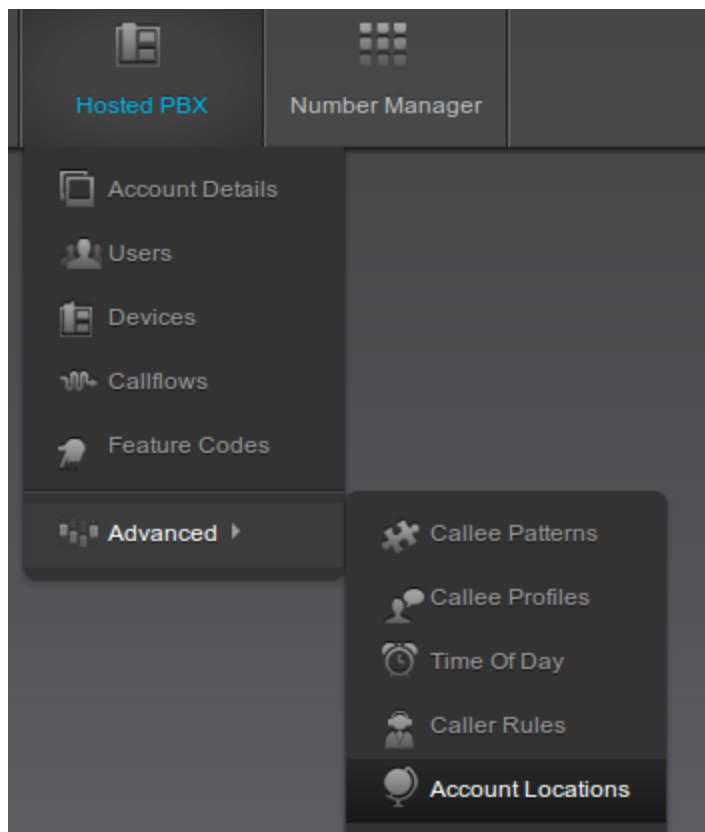 Hosted PBX
Number Manager
Account Details
Users
Devices
Callflows
Feature Codes
Advanced
Callee Patterns
Callee Profiles
Time Of Day
Caller Rules
Account Locations